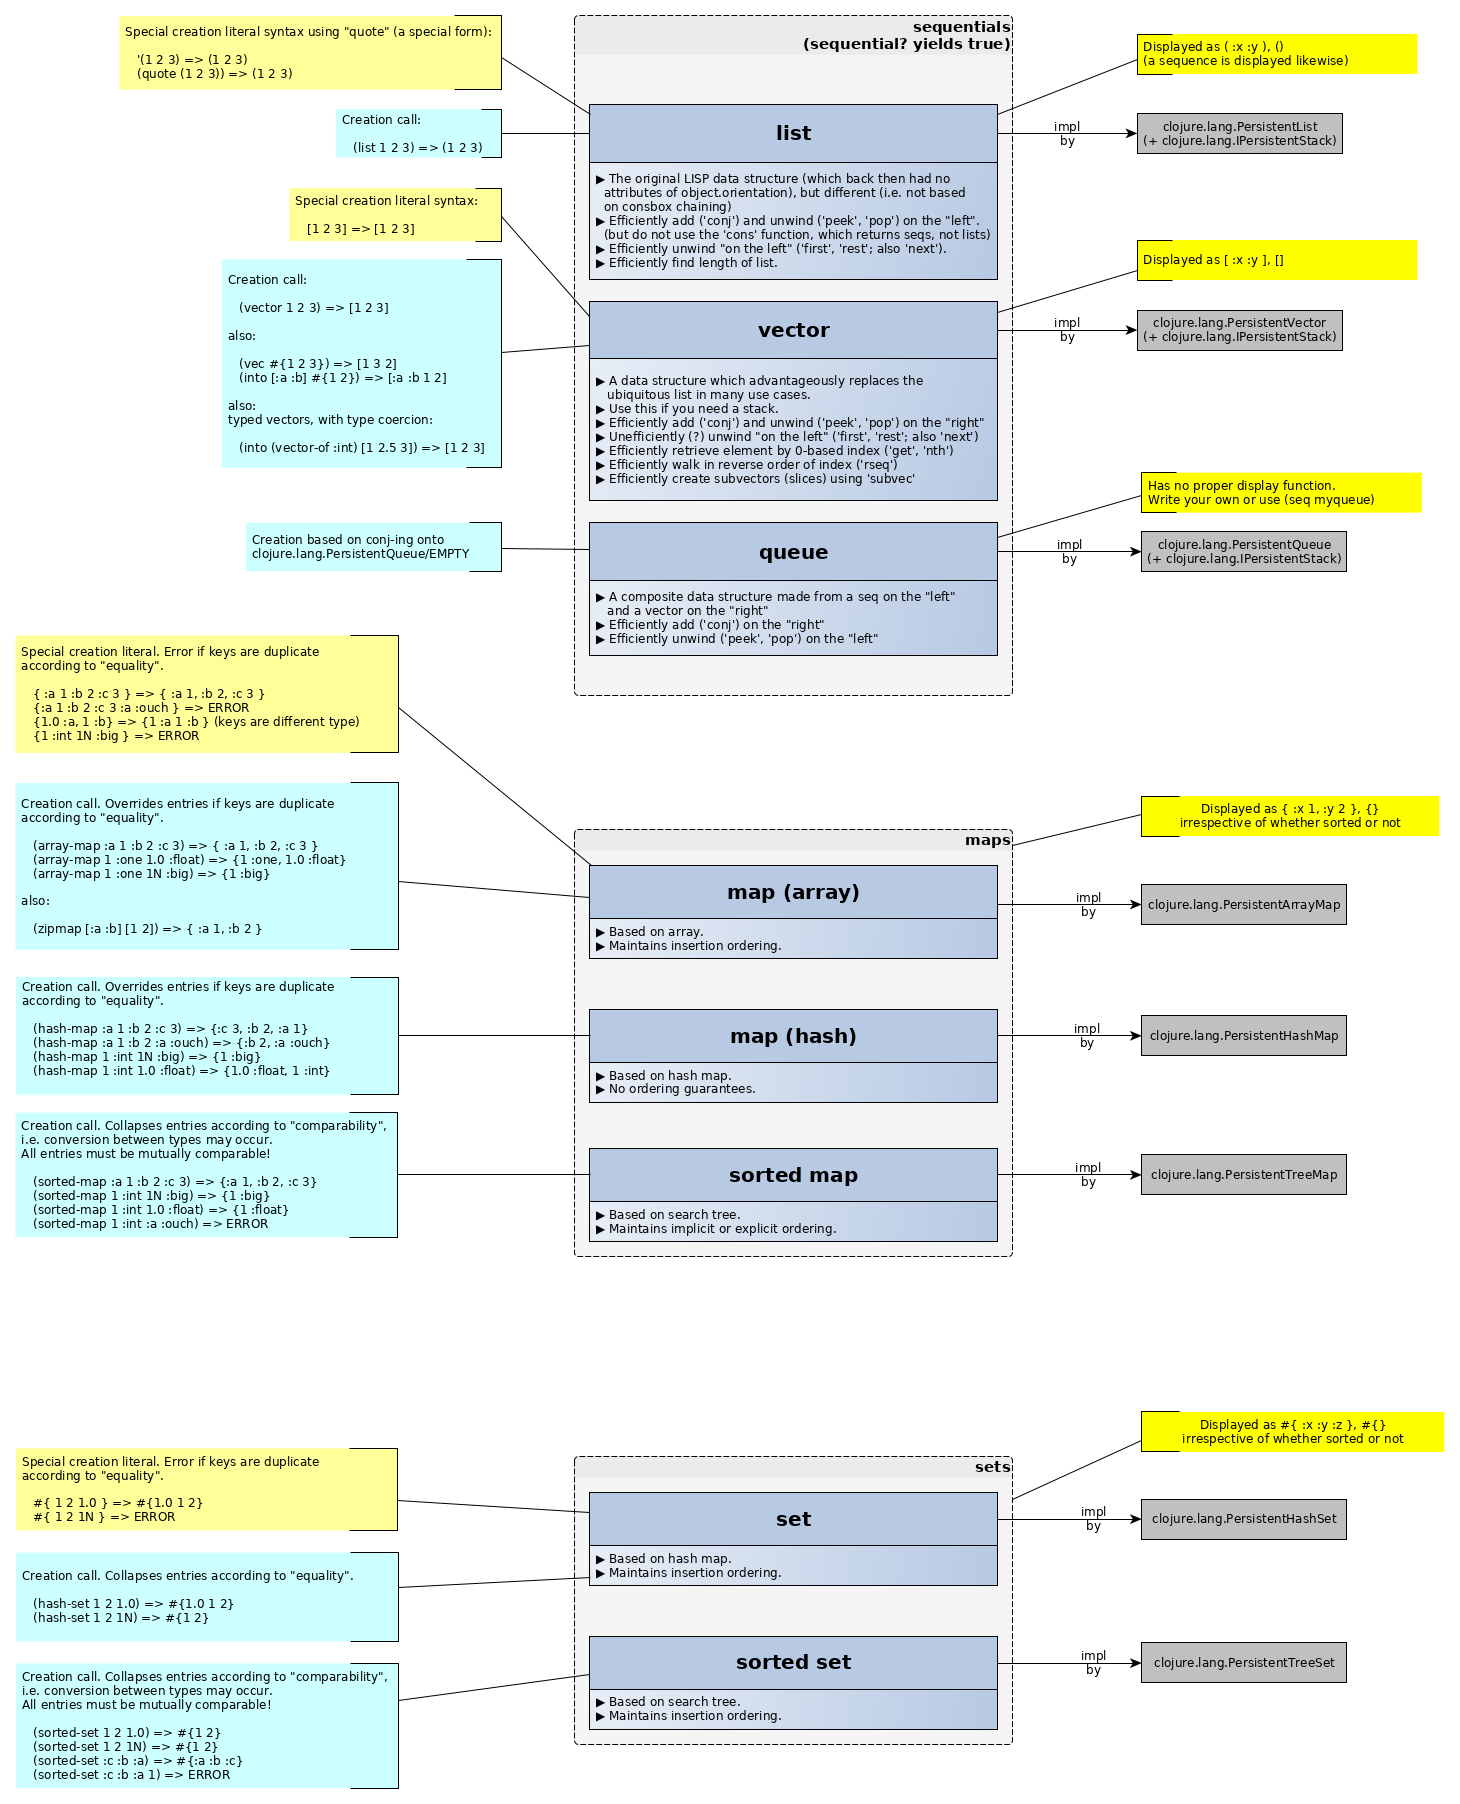 Special creation literal syntax using "quote" (a special form):
'(1 2 3) => (1 2 3)
(quote (1 2 3)) => (1 2 3)
Creation call:
(list 1 2 3) => (1 2 3)
Special creation literal syntax:
[1 2 3] => [1 2 3]
Creation call:
(vector 1 2 3) => [1 2 3]
also:
(vec #{1 2 3}) => [1 3 2]
(into [:a :b] #{1 2}) => [:a :b 1 2]
also:
typed vectors, with type coercion:
(into (vector-of :int) [1 2.5 3]) => [1 2 3]
Creation based on conj-ing onto
clojure.lang.PersistentQueue/EMPTY
sequentials
(sequential? yields true)
list
▶ The original LISP data structure (which back then had no
attributes of object.orientation), but different (i.e. not based
on consbox chaining)
▶ Efficiently add ('conj') and unwind ('peek', 'pop') on the "left".
(but do not use the 'cons' function, which returns seqs, not lists)
▶ Efficiently unwind "on the left" ('first', 'rest'; also 'next').
▶ Efficiently find length of list.
vector
▶ A data structure which advantageously replaces the
ubiquitous list in many use cases.
▶ Use this if you need a stack.
▶ Efficiently add ('conj') and unwind ('peek', 'pop') on the "right"
▶ Unefficiently (?) unwind "on the left" ('first', 'rest'; also 'next')
▶ Efficiently retrieve element by 0-based index ('get', 'nth')
▶ Efficiently walk in reverse order of index ('rseq')
▶ Efficiently create subvectors (slices) using 'subvec'
queue
▶ A composite data structure made from a seq on the "left"
and a vector on the "right"
▶ Efficiently add ('conj') on the "right"
▶ Efficiently unwind ('peek', 'pop') on the "left"
Displayed as ( :x :y ), ()
(a sequence is displayed likewise)
impl
by
clojure.lang.PersistentList
(+ clojure.lang.IPersistentStack)
Displayed as [ :x :y ], []
impl
by
clojure.lang.PersistentVector
(+ clojure.lang.IPersistentStack)
Has no proper display function.
Write your own or use (seq myqueue)
impl
by
clojure.lang.PersistentQueue
(+ clojure.lang.IPersistentStack)
Special creation literal. Error if keys are duplicate
according to "equality".
{ :a 1 :b 2 :c 3 } => { :a 1, :b 2, :c 3 }
{:a 1 :b 2 :c 3 :a :ouch } => ERROR
{1.0 :a, 1 :b} => {1 :a 1 :b } (keys are different type)
{1 :int 1N :big } => ERROR
Creation call. Overrides entries if keys are duplicate
according to "equality".
(array-map :a 1 :b 2 :c 3) => { :a 1, :b 2, :c 3 }
(array-map 1 :one 1.0 :float) => {1 :one, 1.0 :float}
(array-map 1 :one 1N :big) => {1 :big}
also:
(zipmap [:a :b] [1 2]) => { :a 1, :b 2 }
Creation call. Overrides entries if keys are duplicate
according to "equality".
(hash-map :a 1 :b 2 :c 3) => {:c 3, :b 2, :a 1}
(hash-map :a 1 :b 2 :a :ouch) => {:b 2, :a :ouch}
(hash-map 1 :int 1N :big) => {1 :big}
(hash-map 1 :int 1.0 :float) => {1.0 :float, 1 :int}
Creation call. Collapses entries according to "comparability",
i.e. conversion between types may occur.
All entries must be mutually comparable!
(sorted-map :a 1 :b 2 :c 3) => {:a 1, :b 2, :c 3}
(sorted-map 1 :int 1N :big) => {1 :big}
(sorted-map 1 :int 1.0 :float) => {1 :float}
(sorted-map 1 :int :a :ouch) => ERROR
maps
map (array)
▶ Based on array.
▶ Maintains insertion ordering.
map (hash)
▶ Based on hash map.
▶ No ordering guarantees.
sorted map
▶ Based on search tree.
▶ Maintains implicit or explicit ordering.
Displayed as { :x 1, :y 2 }, {}
irrespective of whether sorted or not
impl
by
clojure.lang.PersistentArrayMap
impl
by
clojure.lang.PersistentHashMap
impl
by
clojure.lang.PersistentTreeMap
Special creation literal. Error if keys are duplicate
according to "equality".
#{ 1 2 1.0 } => #{1.0 1 2}
#{ 1 2 1N } => ERROR
Creation call. Collapses entries according to "equality".
(hash-set 1 2 1.0) => #{1.0 1 2}
(hash-set 1 2 1N) => #{1 2}
Creation call. Collapses entries according to "comparability",
i.e. conversion between types may occur.
All entries must be mutually comparable!
(sorted-set 1 2 1.0) => #{1 2}
(sorted-set 1 2 1N) => #{1 2}
(sorted-set :c :b :a) => #{:a :b :c}
(sorted-set :c :b :a 1) => ERROR
sets
set
▶ Based on hash map.
▶ Maintains insertion ordering.
sorted set
▶ Based on search tree.
▶ Maintains insertion ordering.
Displayed as #{ :x :y :z }, #{}
irrespective of whether sorted or not
impl
by
clojure.lang.PersistentHashSet
impl
by
clojure.lang.PersistentTreeSet